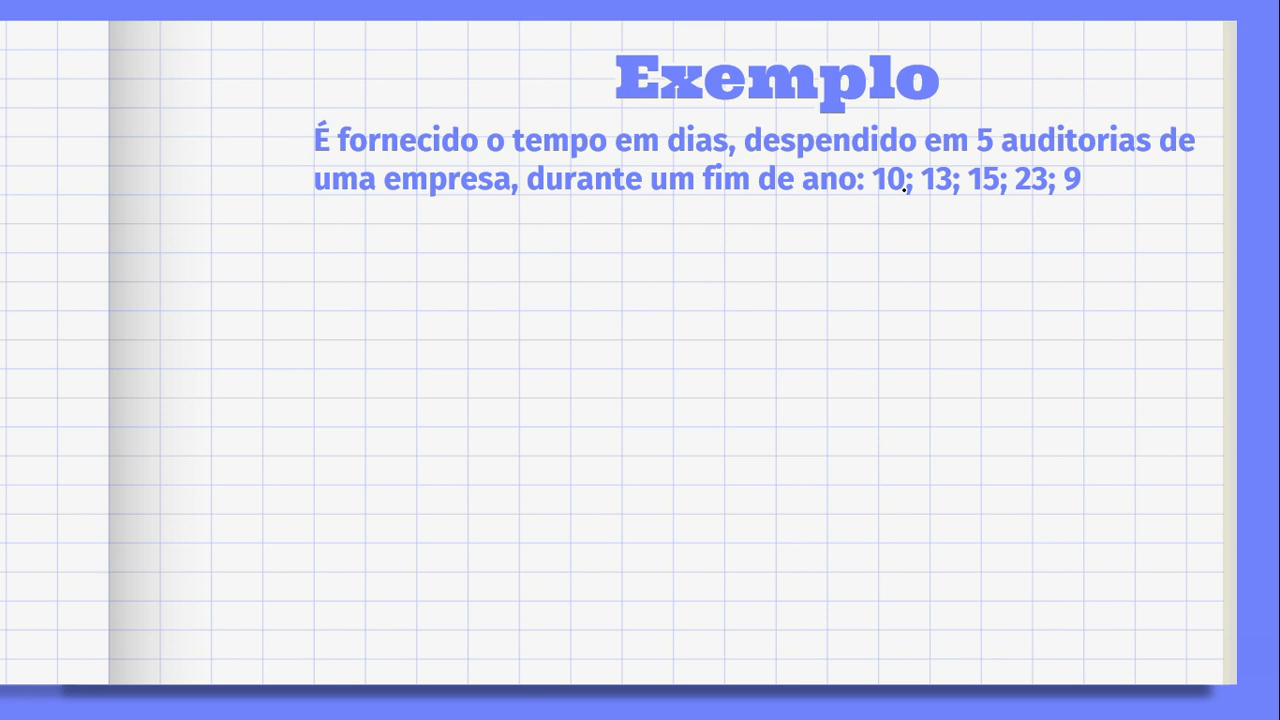 Exemplo
É fornecido o tempo em dias, despendido em 5 auditorias de
uma empresa, durante um fim de ano: 10; 13; 15; 23; 9